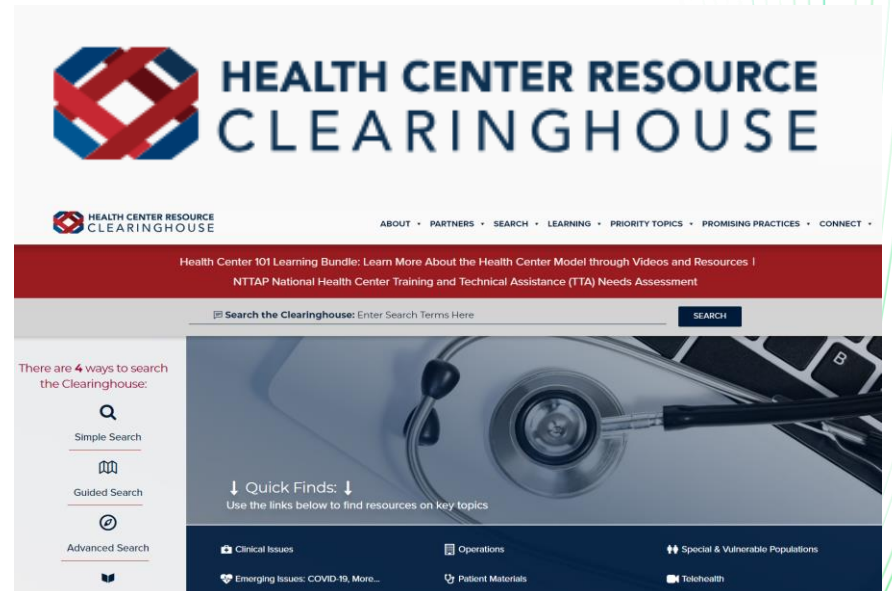 HEALTH CENTER RESOURCE
CLEARINGHOUSE
HEALTH CENTER RESOURCE
CLEARINGHOUSE
ABOUT • PARTNERS • SEARCH • LEARNING • PRIORITY TOPICS • PROMISING PRACTICES • CONNECT •
Health Center 101 Learning Bundle: Learn More About the Health Center Model through Videos and Resources |
NTTAP National Health Center Training and Technical Assistance (TTA) Needs Assessment
Search the Clearinghouse: Enter Search Terms Here
SEARCH
There are 4 ways to search
the Clearinghouse:
Simple Search
Guided Search
Advanced Search
B
↓ Quick Finds: ↓
Use the links below to find resources on key topics
Clinical Issues
Operations
Special & Vulnerable Populations
Emerging Issues: COVID-19, More...
Patient Materials
Telehealth